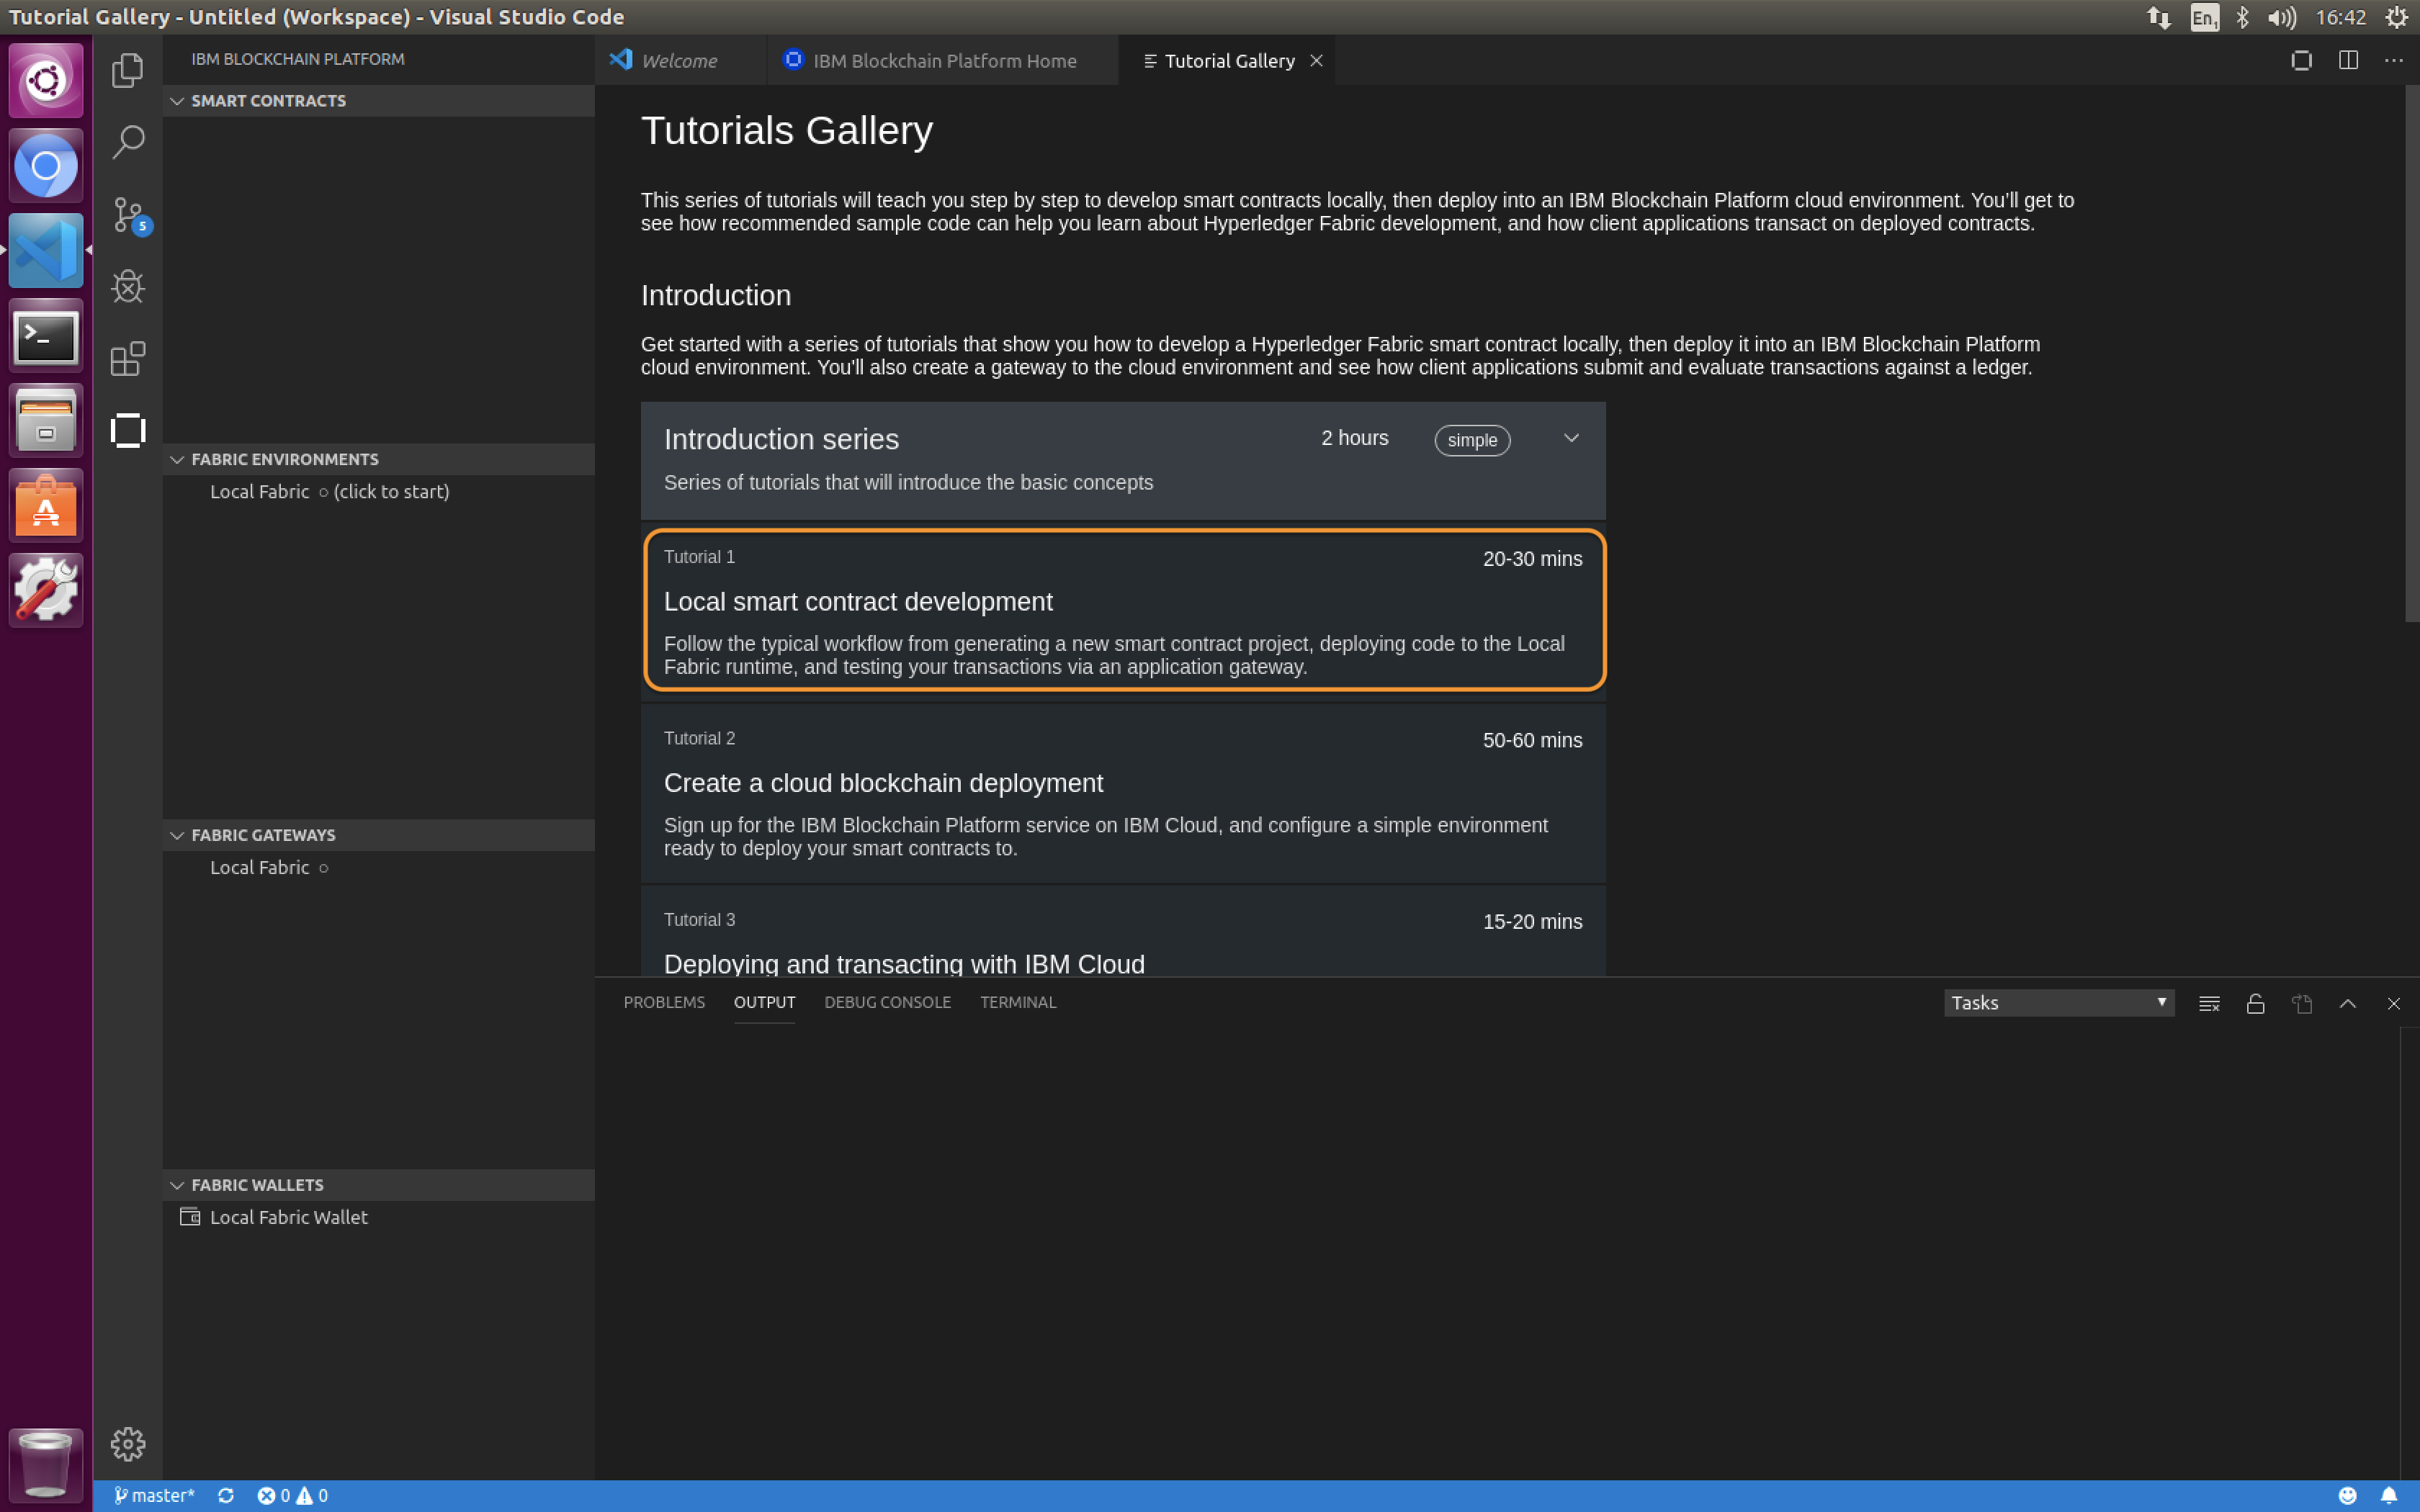 Tutorial Gallery - Untitled (Workspace) - Visual Studio Code
En1
16:42
IBM BLOCKCHAIN PLATFORM
SMART CONTRACTS
5
FABRIC ENVIRONMENTS
Local Fabric ○ (click to start)
FABRIC GATEWAYS
Local Fabric ○
FABRIC WALLETS
Local Fabric Wallet
Welcome
IBM Blockchain Platform Home
Tutorial Gallery
Tutorials Gallery
This series of tutorials will teach you step by step to develop smart contracts locally, then deploy into an IBM Blockchain Platform cloud environment. You’ll get to
see how recommended sample code can help you learn about Hyperledger Fabric development, and how client applications transact on deployed contracts.
Introduction
Get started with a series of tutorials that show you how to develop a Hyperledger Fabric smart contract locally, then deploy it into an IBM Blockchain Platform
cloud environment. You'll also create a gateway to the cloud environment and see how client applications submit and evaluate transactions against a ledger.
Introduction series
2 hours
simple
Series of tutorials that will introduce the basic concepts
Tutorial 1
20-30 mins
Local smart contract development
Follow the typical workflow from generating a new smart contract project, deploying code to the Local
Fabric runtime, and testing your transactions via an application gateway.
Tutorial 2
50-60 mins
Create a cloud blockchain deployment
Sign up for the IBM Blockchain Platform service on IBM Cloud, and configure a simple environment
ready to deploy your smart contracts to.
Tutorial 3
15-20 mins
Deploying and transacting with IBM Cloud
PROBLEMS
OUTPUT
DEBUG CONSOLE
TERMINAL
Tasks
master*
0
0